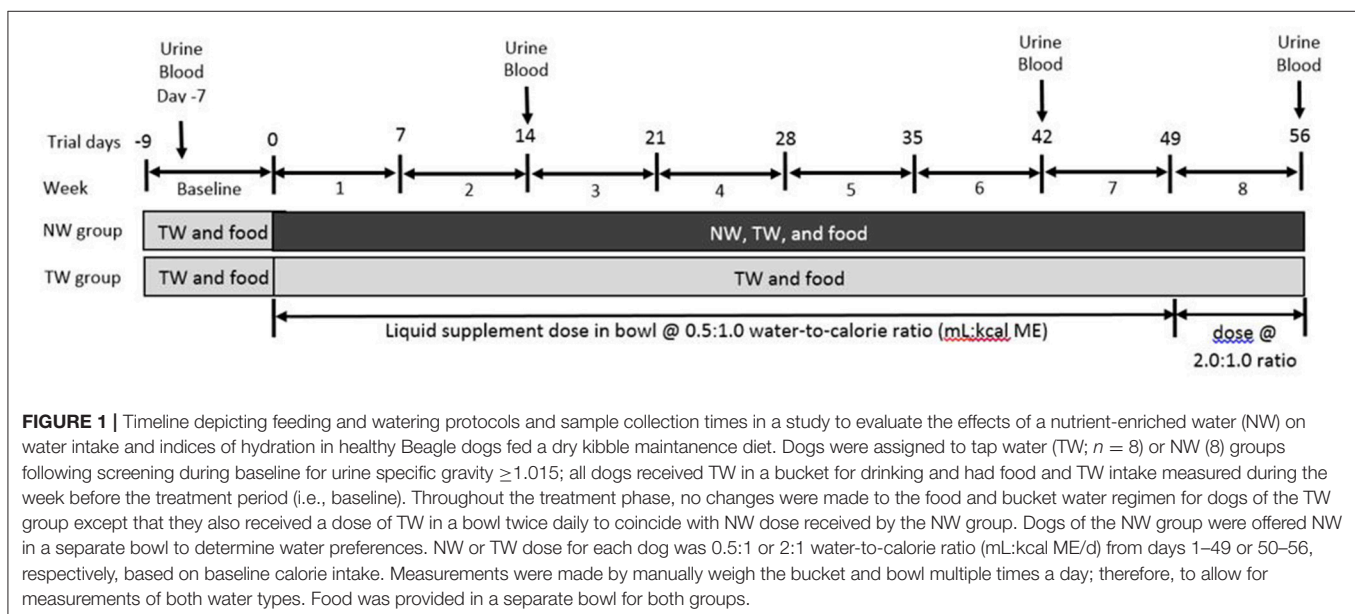 Urine Urine Urine Urine
Blood Blood Blood Blood
Dav -7
Trial days -9 0 7 14 21 28 35 42 49 56
Week Baseline 1 2 3 4 5 6 7 8
NW group TW and food NW, TW, and food
TW group TW and food TW and food
Liquid supplement dose in bowl @ 0.5:1.0 water-to-calorie ratio (mL:kcal ME) dose @
2.0:1.0 ratio
FIGURE 1 | Timeline depicting feeding and watering protocols and sample collection times in a study to evaluate the effects of a nutrient-enriched water (NW) on
water intake and indices of hydration in healthy Beagle dogs fed a dry kibble maintanence diet. Dogs were assigned to tap water (TW; n = 8) or NW (8) groups
following screening during baseline for urine specific gravity ≥1.015; all dogs received TW in a bucket for drinking and had food and TW intake measured during the
week before the treatment period (i.e., baseline). Throughout the treatment phase, no changes were made to the food and bucket water regimen for dogs of the TW
group except that they also received a dose of TW in a bowl twice daily to coincide with NW dose received by the NW group. Dogs of the NW group were offered NW
in a separate bowl to determine water preferences. NW or TW dose for each dog was 0.5:1 or 2:1 water-to-calorie ratio (mL:kcal ME/d) from days 1–49 or 50–56,
respectively, based on baseline calorie intake. Measurements were made by manually weigh the bucket and bowl multiple times a day; therefore, to allow for
measurements of both water types. Food was provided in a separate bowl for both groups.